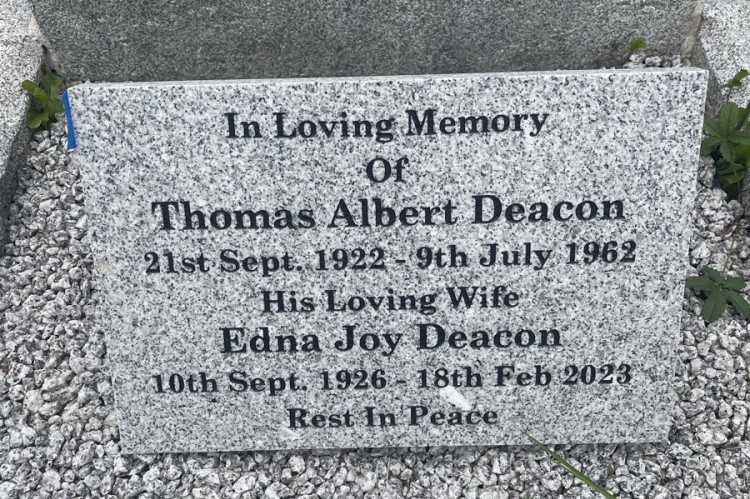 In Loving Memory
Of
Thomas Albert Deacon
21st Sept. 1922 - 9th July 1962
His Loving Wife
Edna Joy Deacon
10th Sept. 1926 - 18th Feb 2023
Rest In Peace